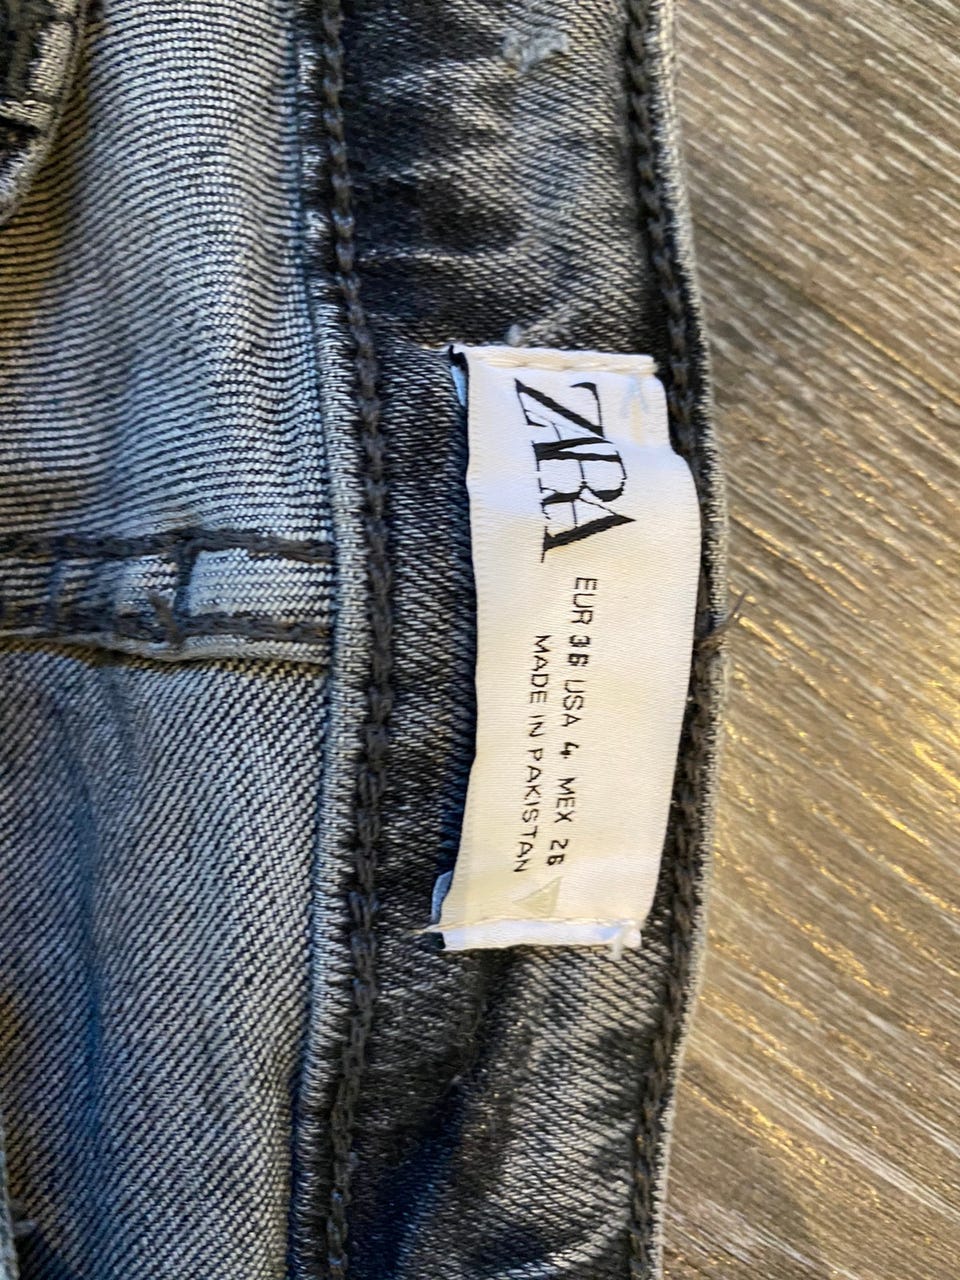 ZARA
EUR 36 USA 4 MEX 26
MADE IN PAKISTAN